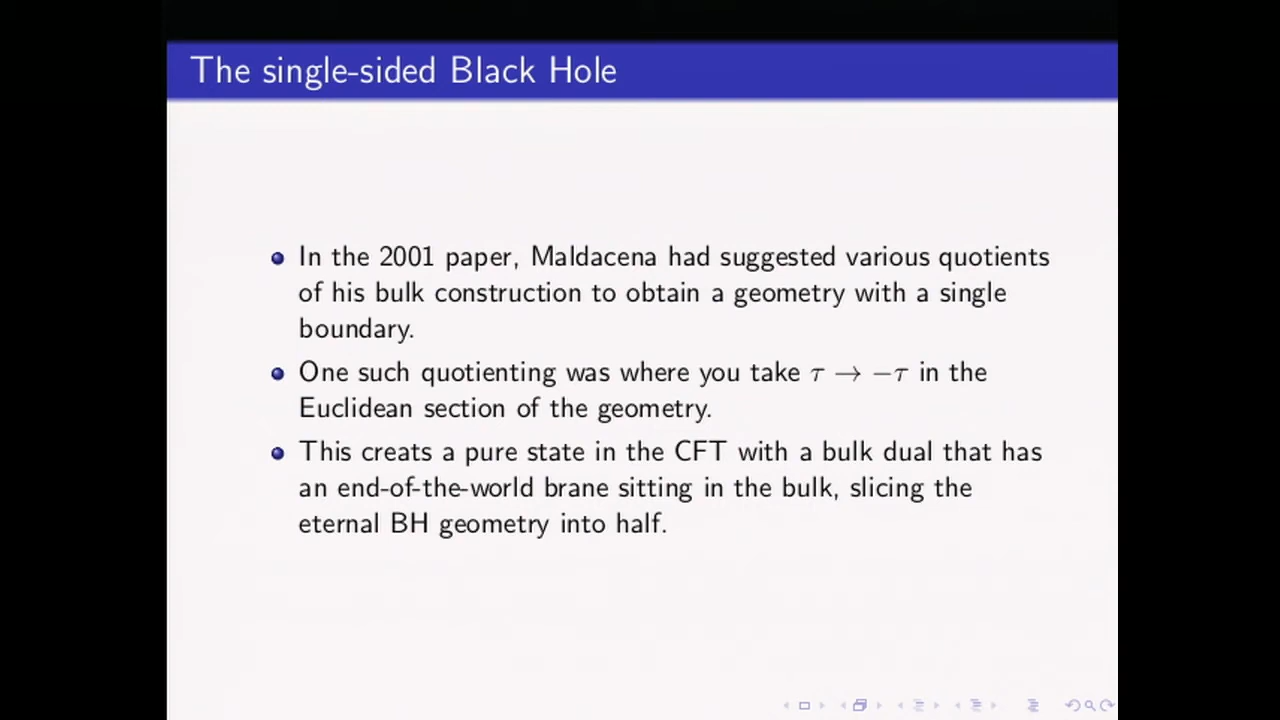 The single-sided Black Hole
In the 2001 paper, Maldacena had suggested various quotients
of his bulk construction to obtain a geometry with a single
boundary.
One such quotienting was where you take τ → −τ in the
Euclidean section of the geometry.
This creats a pure state in the CFT with a bulk dual that has
an end-of-the-world brane sitting in the bulk, slicing the
eternal BH geometry into half.